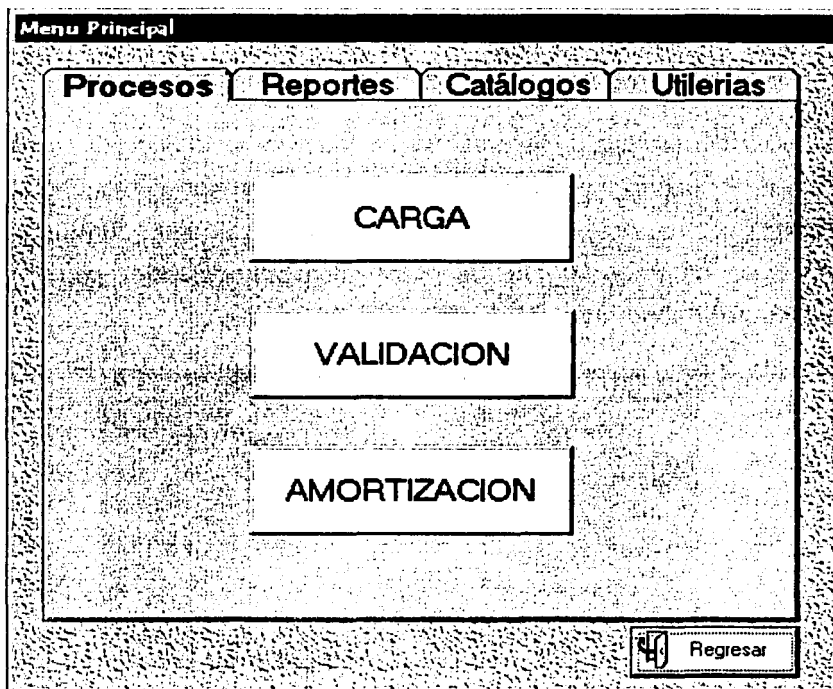 Menu Principal
Procesos Reportes Catálogos Utilerias
CARGA
VALIDACION
AMORTIZACION
Regresar